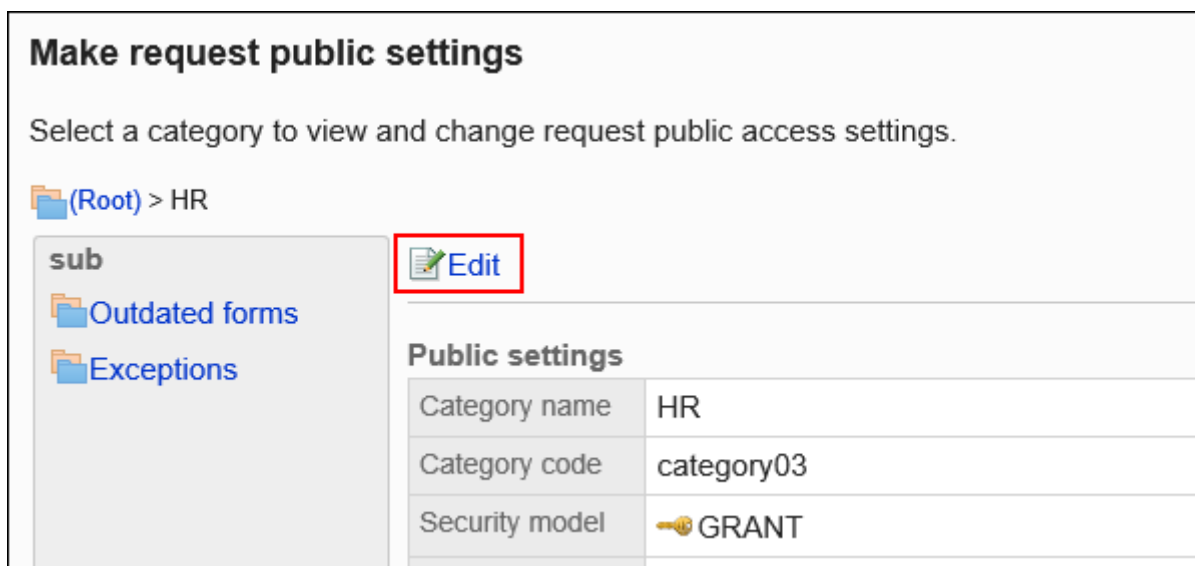 Make request public settings
Select a category to view and change request public access settings.
(Root) > HR
sub
Outdated forms
Exceptions
Edit
Public settings
Category name HR
Category code category03
Security model GRANT